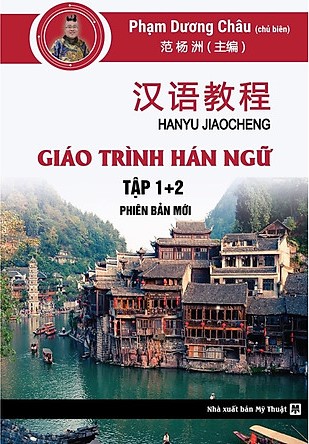 Phạm Dương Châu (chủ biên)
范杨洲(主编)
汉语教程
HANYU JIAOCHENG
GIÁO TRÌNH HÁN NGỮ
TẬP 1+2
PHIÊN BẢN MỚI
Nhà xuất bản Mỹ Thuật